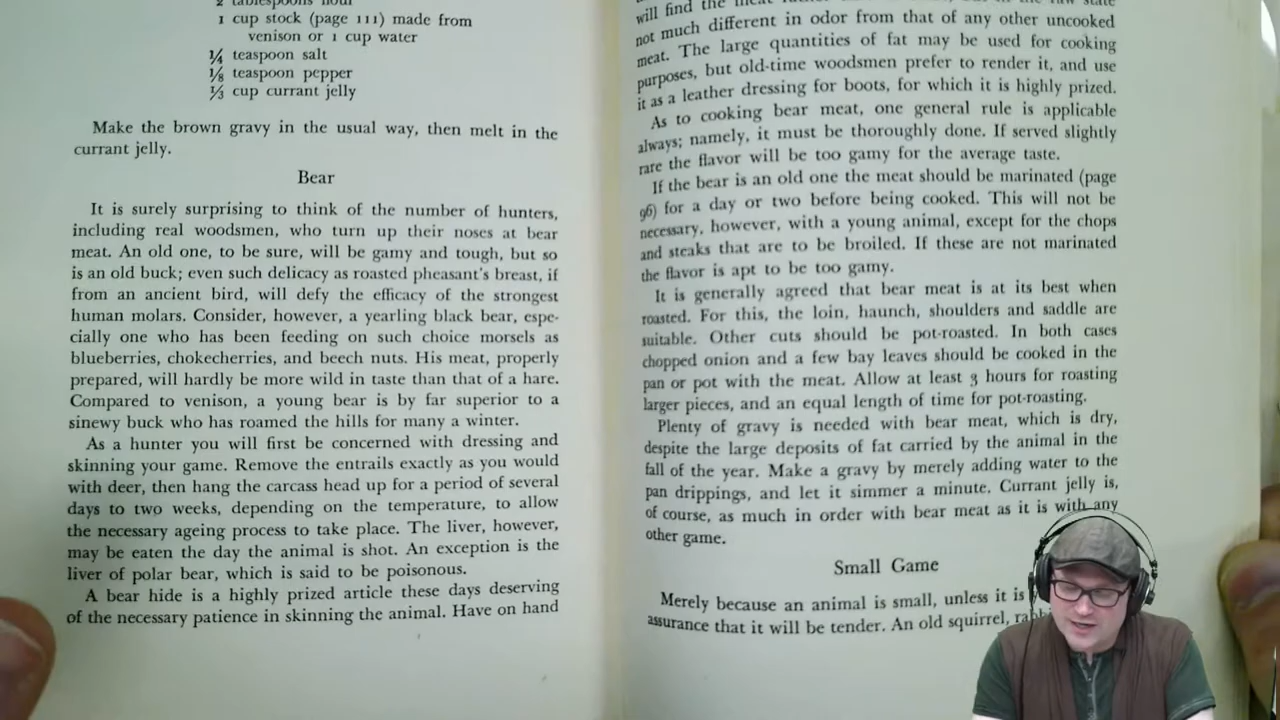 2 tablespoons flour
1 cup stock (page 111) made from
venison or 1 cup water
¼ teaspoon salt
⅛ teaspoon pepper
⅓ cup currant jelly
Make the brown gravy in the usual way, then melt in the
currant jelly.
Bear
It is surely surprising to think of the number of hunters,
including real woodsmen, who turn up their noses at bear
meat. An old one, to be sure, will be gamy and tough, but so
is an old buck; even such delicacy as roasted pheasant's breast, if
from an ancient bird, will defy the efficacy of the strongest
human molars. Consider, however, a yearling black bear, espe-
cially one who has been feeding on such choice morsels as
blueberries, chokecherries, and beech nuts. His meat, properly
prepared, will hardly be more wild in taste than that of a hare.
Compared to venison, a young bear is by far superior to a
sinewy buck who has roamed the hills for many a winter.
As a hunter you will first be concerned with dressing and
skinning your game. Remove the entrails exactly as you would
with deer, then hang the carcass head up for a period of several
days to two weeks, depending on the temperature, to allow
the necessary ageing process to take place. The liver, however,
may be eaten the day the animal is shot. An exception is the
liver of polar bear, which is said to be poisonous.
A bear hide is a highly prized article these days deserving
of the necessary patience in skinning the animal. Have on hand
will find the meat
not much different in odor from that of any other uncooked
meat. The large quantities of fat may be used for cooking
purposes, but old-time woodsmen prefer to render it, and use
it as a leather dressing for boots, for which it is highly prized.
As to cooking bear meat, one general rule is applicable
always; namely, it must be thoroughly done. If served slightly
rare the flavor will be too gamy for the average taste.
If the bear is an old one the meat should be marinated (page
96) for a day or two before being cooked. This will not be
necessary, however, with a young animal, except for the chops
and steaks that are to be broiled. If these are not marinated
the flavor is apt to be too gamy.
It is generally agreed that bear meat is at its best when
roasted. For this, the loin, haunch, shoulders and saddle are
suitable. Other cuts should be pot-roasted. In both cases
chopped onion and a few bay leaves should be cooked in the
pan or pot with the meat. Allow at least 3 hours for roasting
larger pieces, and an equal length of time for pot-roasting.
Plenty of gravy is needed with bear meat, which is dry,
despite the large deposits of fat carried by the animal in the
fall of the year. Make a gravy by merely adding water to the
pan drippings, and let it simmer a minute. Currant jelly is,
of course, as much in order with bear meat as it is with any
other game.
Small Game
Merely because an animal is small, unless it is
assurance that it will be tender. An old squirrel,